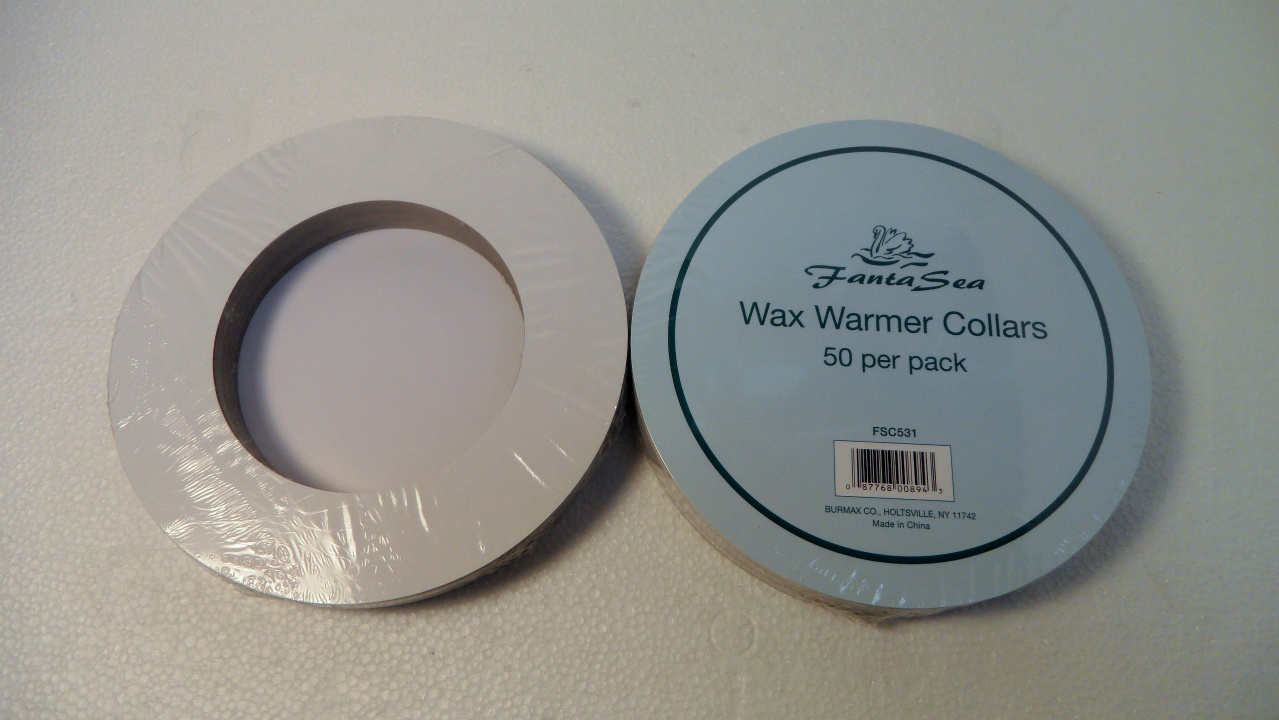 FantaSea
Wax Warmer Collars
50 per pack
FSC531
0 87768 00894 3
BURMAX CO., HOLTSVILLE, NY 11742
Made in China